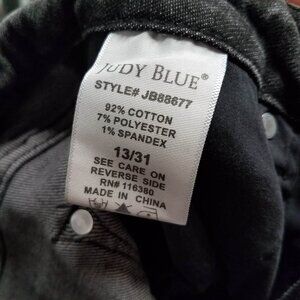 JUDY BLUE®
STYLE# JB88677
92% COTTON
7% POLYESTER
1% SPANDEX
13/31
SEE CARE ON
REVERSE SIDE
RN# 116380
MADE IN CHINA